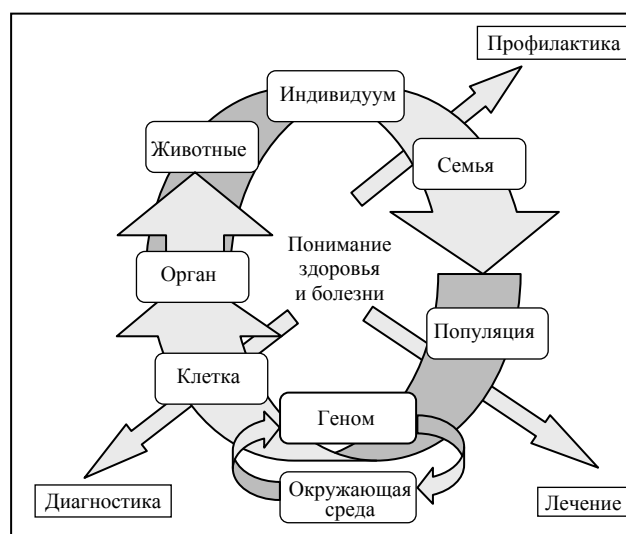 Профилактика
Индивидуум
Животные
Семья
Понимание
здоровья
и болезни
Орган
Популяция
Клетка
Геном
Диагностика
Окружающая
среда
Лечение